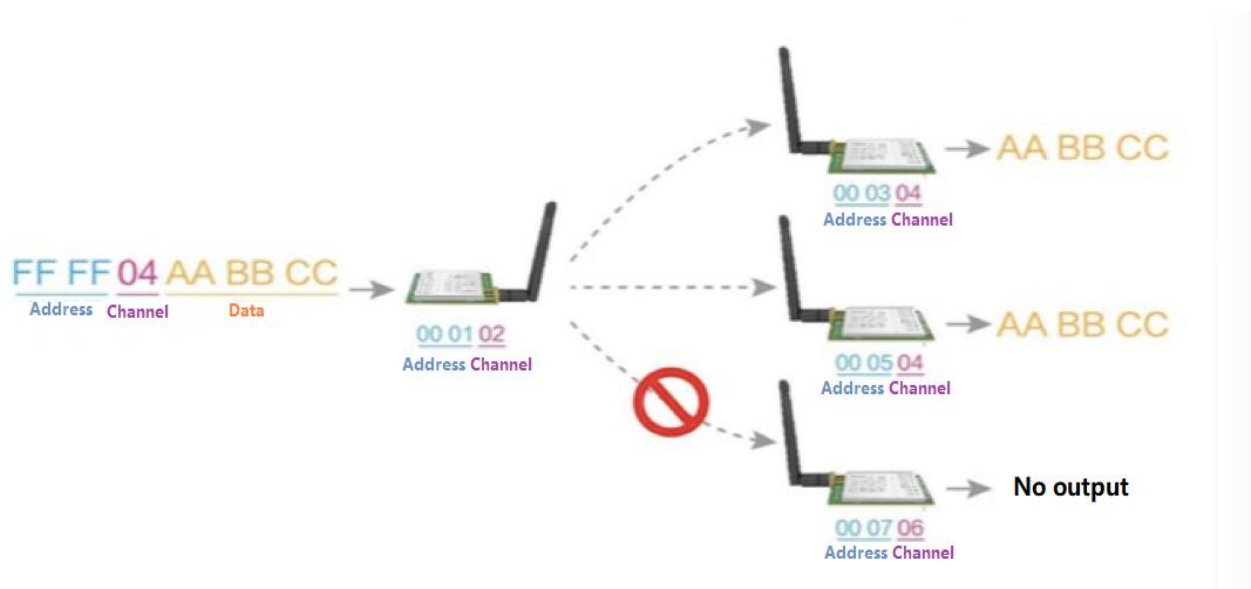 FF FF 04 AA BB CC
Address Channel Data
00 01 02
Address Channel
00 03 04
Address Channel
AA BB CC
00 05 04
Address Channel
AA BB CC
00 07 06
Address Channel
No output